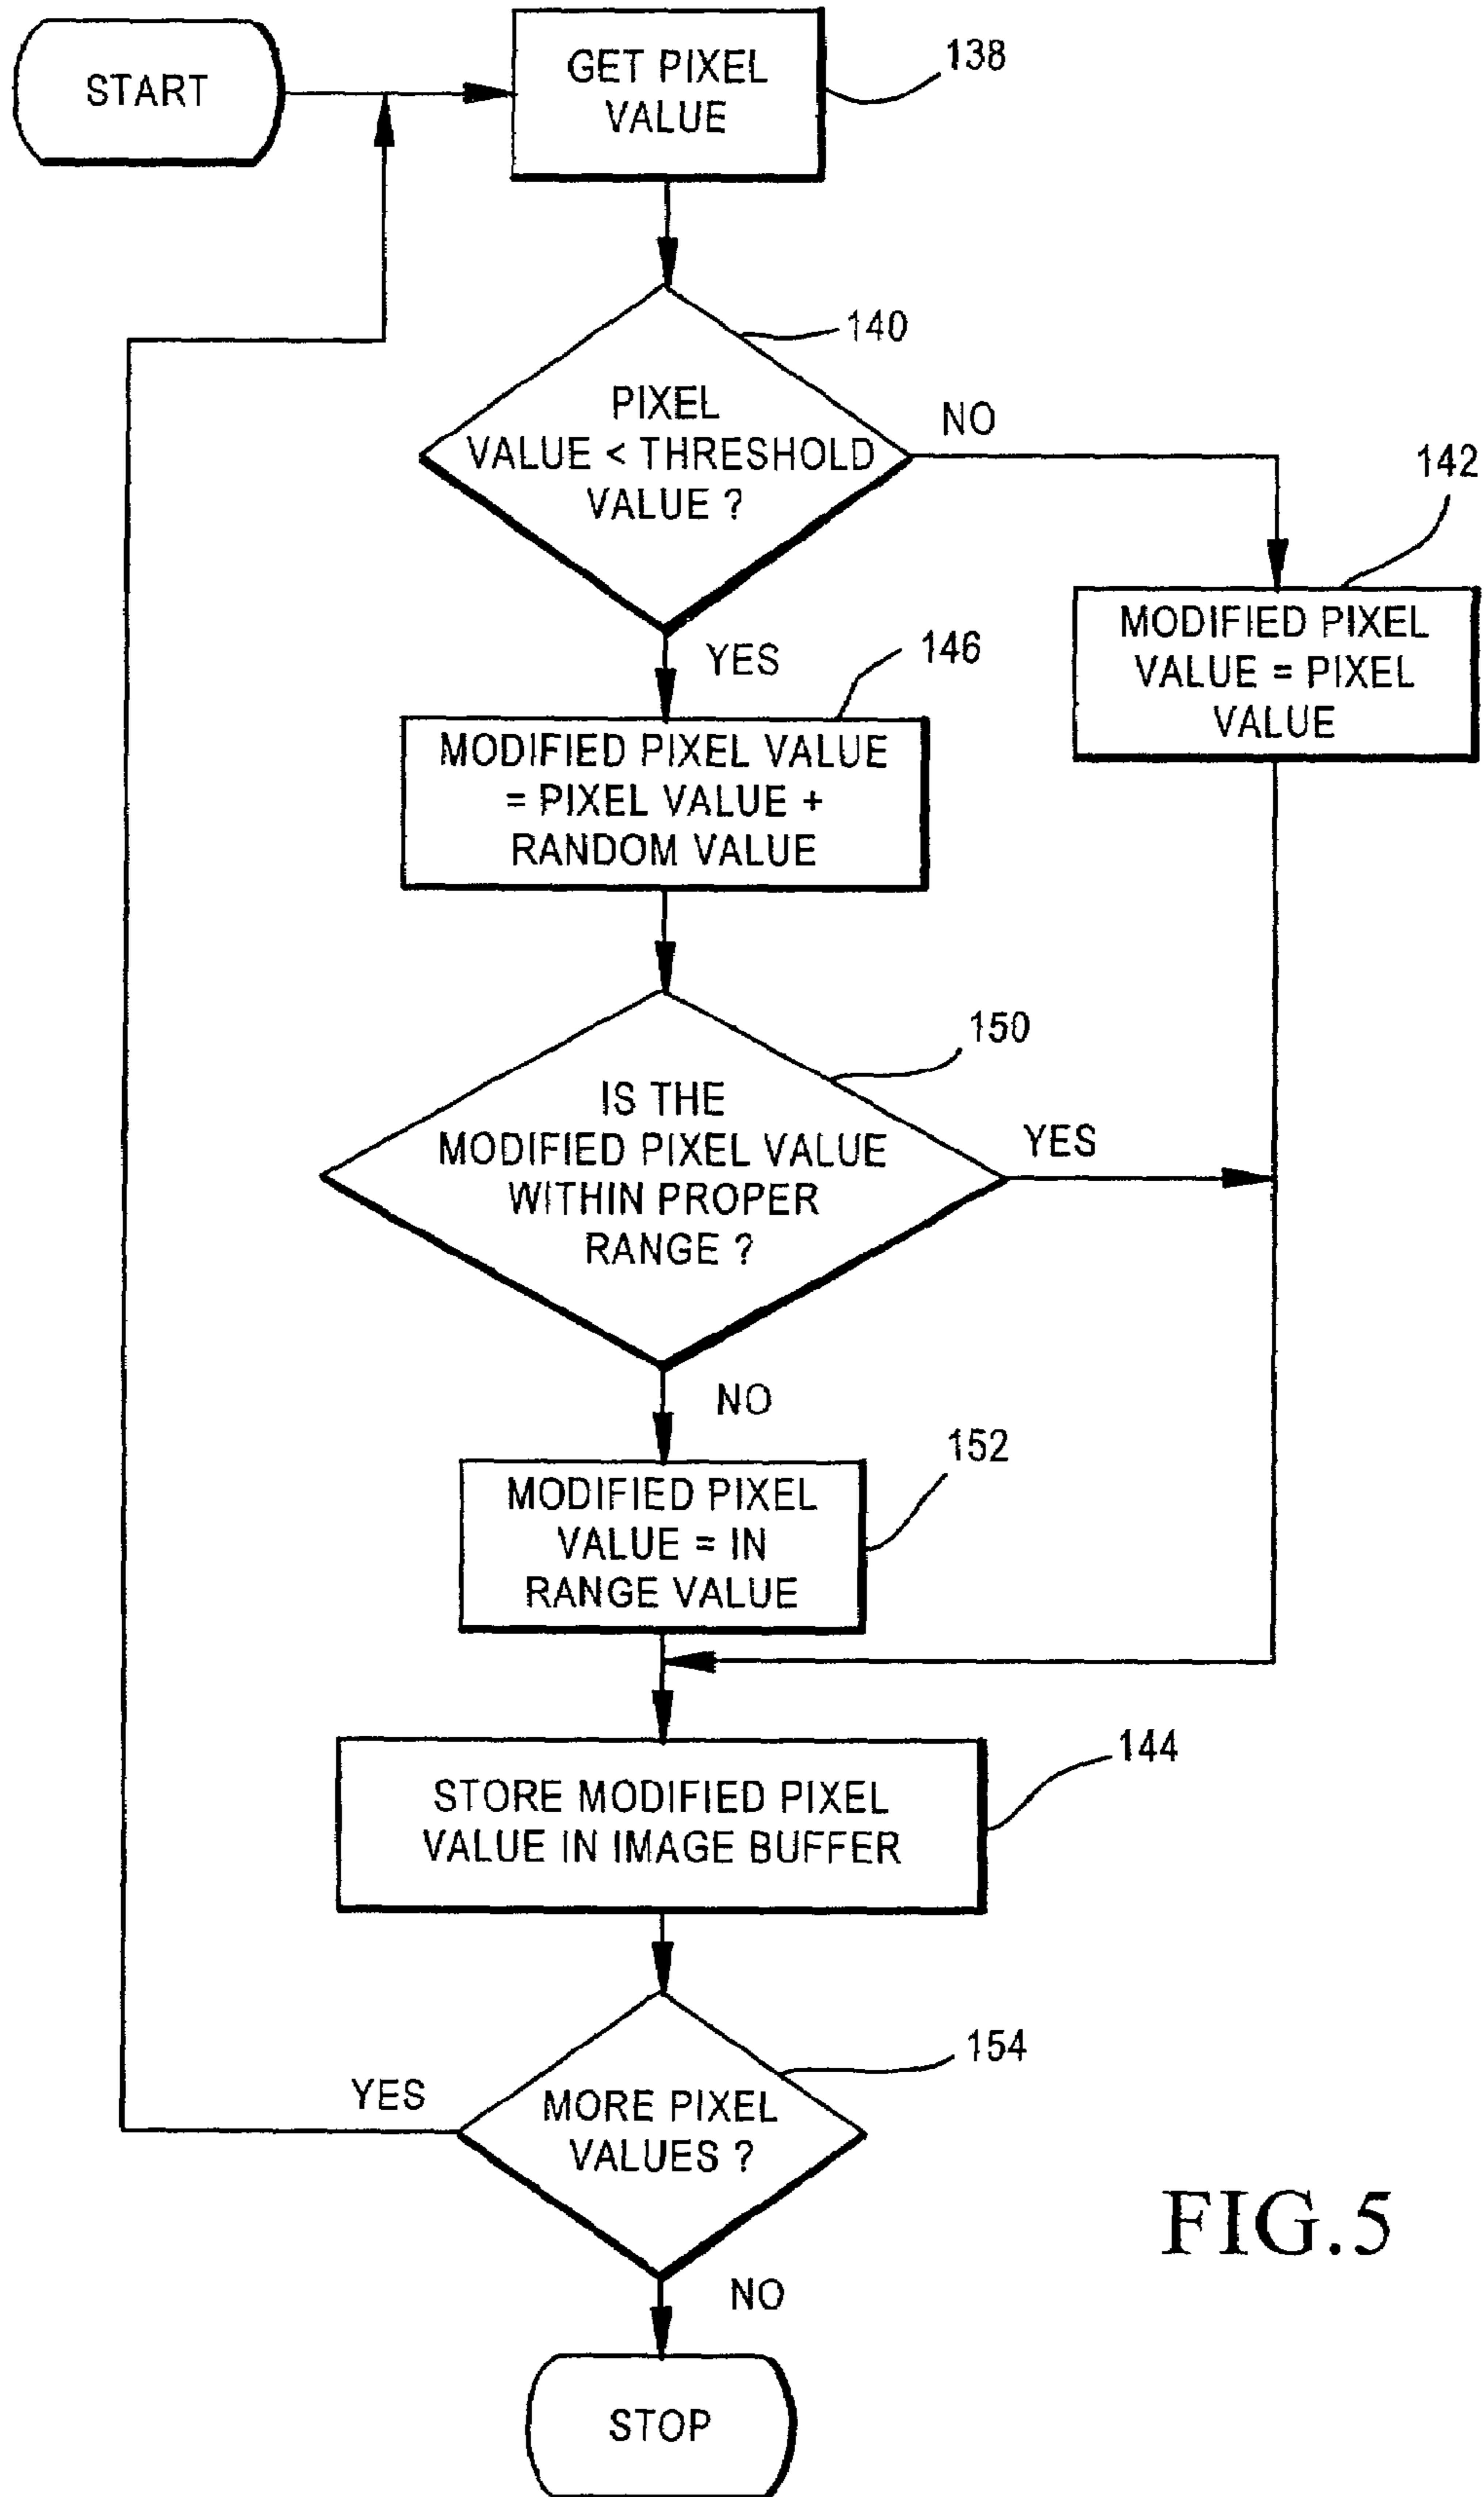 START
GET PIXEL
VALUE
138
140
PIXEL
VALUE < THRESHOLD
VALUE ?
NO
142
MODIFIED PIXEL
VALUE = PIXEL
VALUE
YES
146
MODIFIED PIXEL VALUE
= PIXEL VALUE +
RANDOM VALUE
150
IS THE
MODIFIED PIXEL VALUE
WITHIN PROPER
RANGE ?
YES
NO
152
MODIFIED PIXEL
VALUE = IN
RANGE VALUE
144
STORE MODIFIED PIXEL
VALUE IN IMAGE BUFFER
154
YES
MORE PIXEL
VALUES ?
FIG.5
NO
STOP